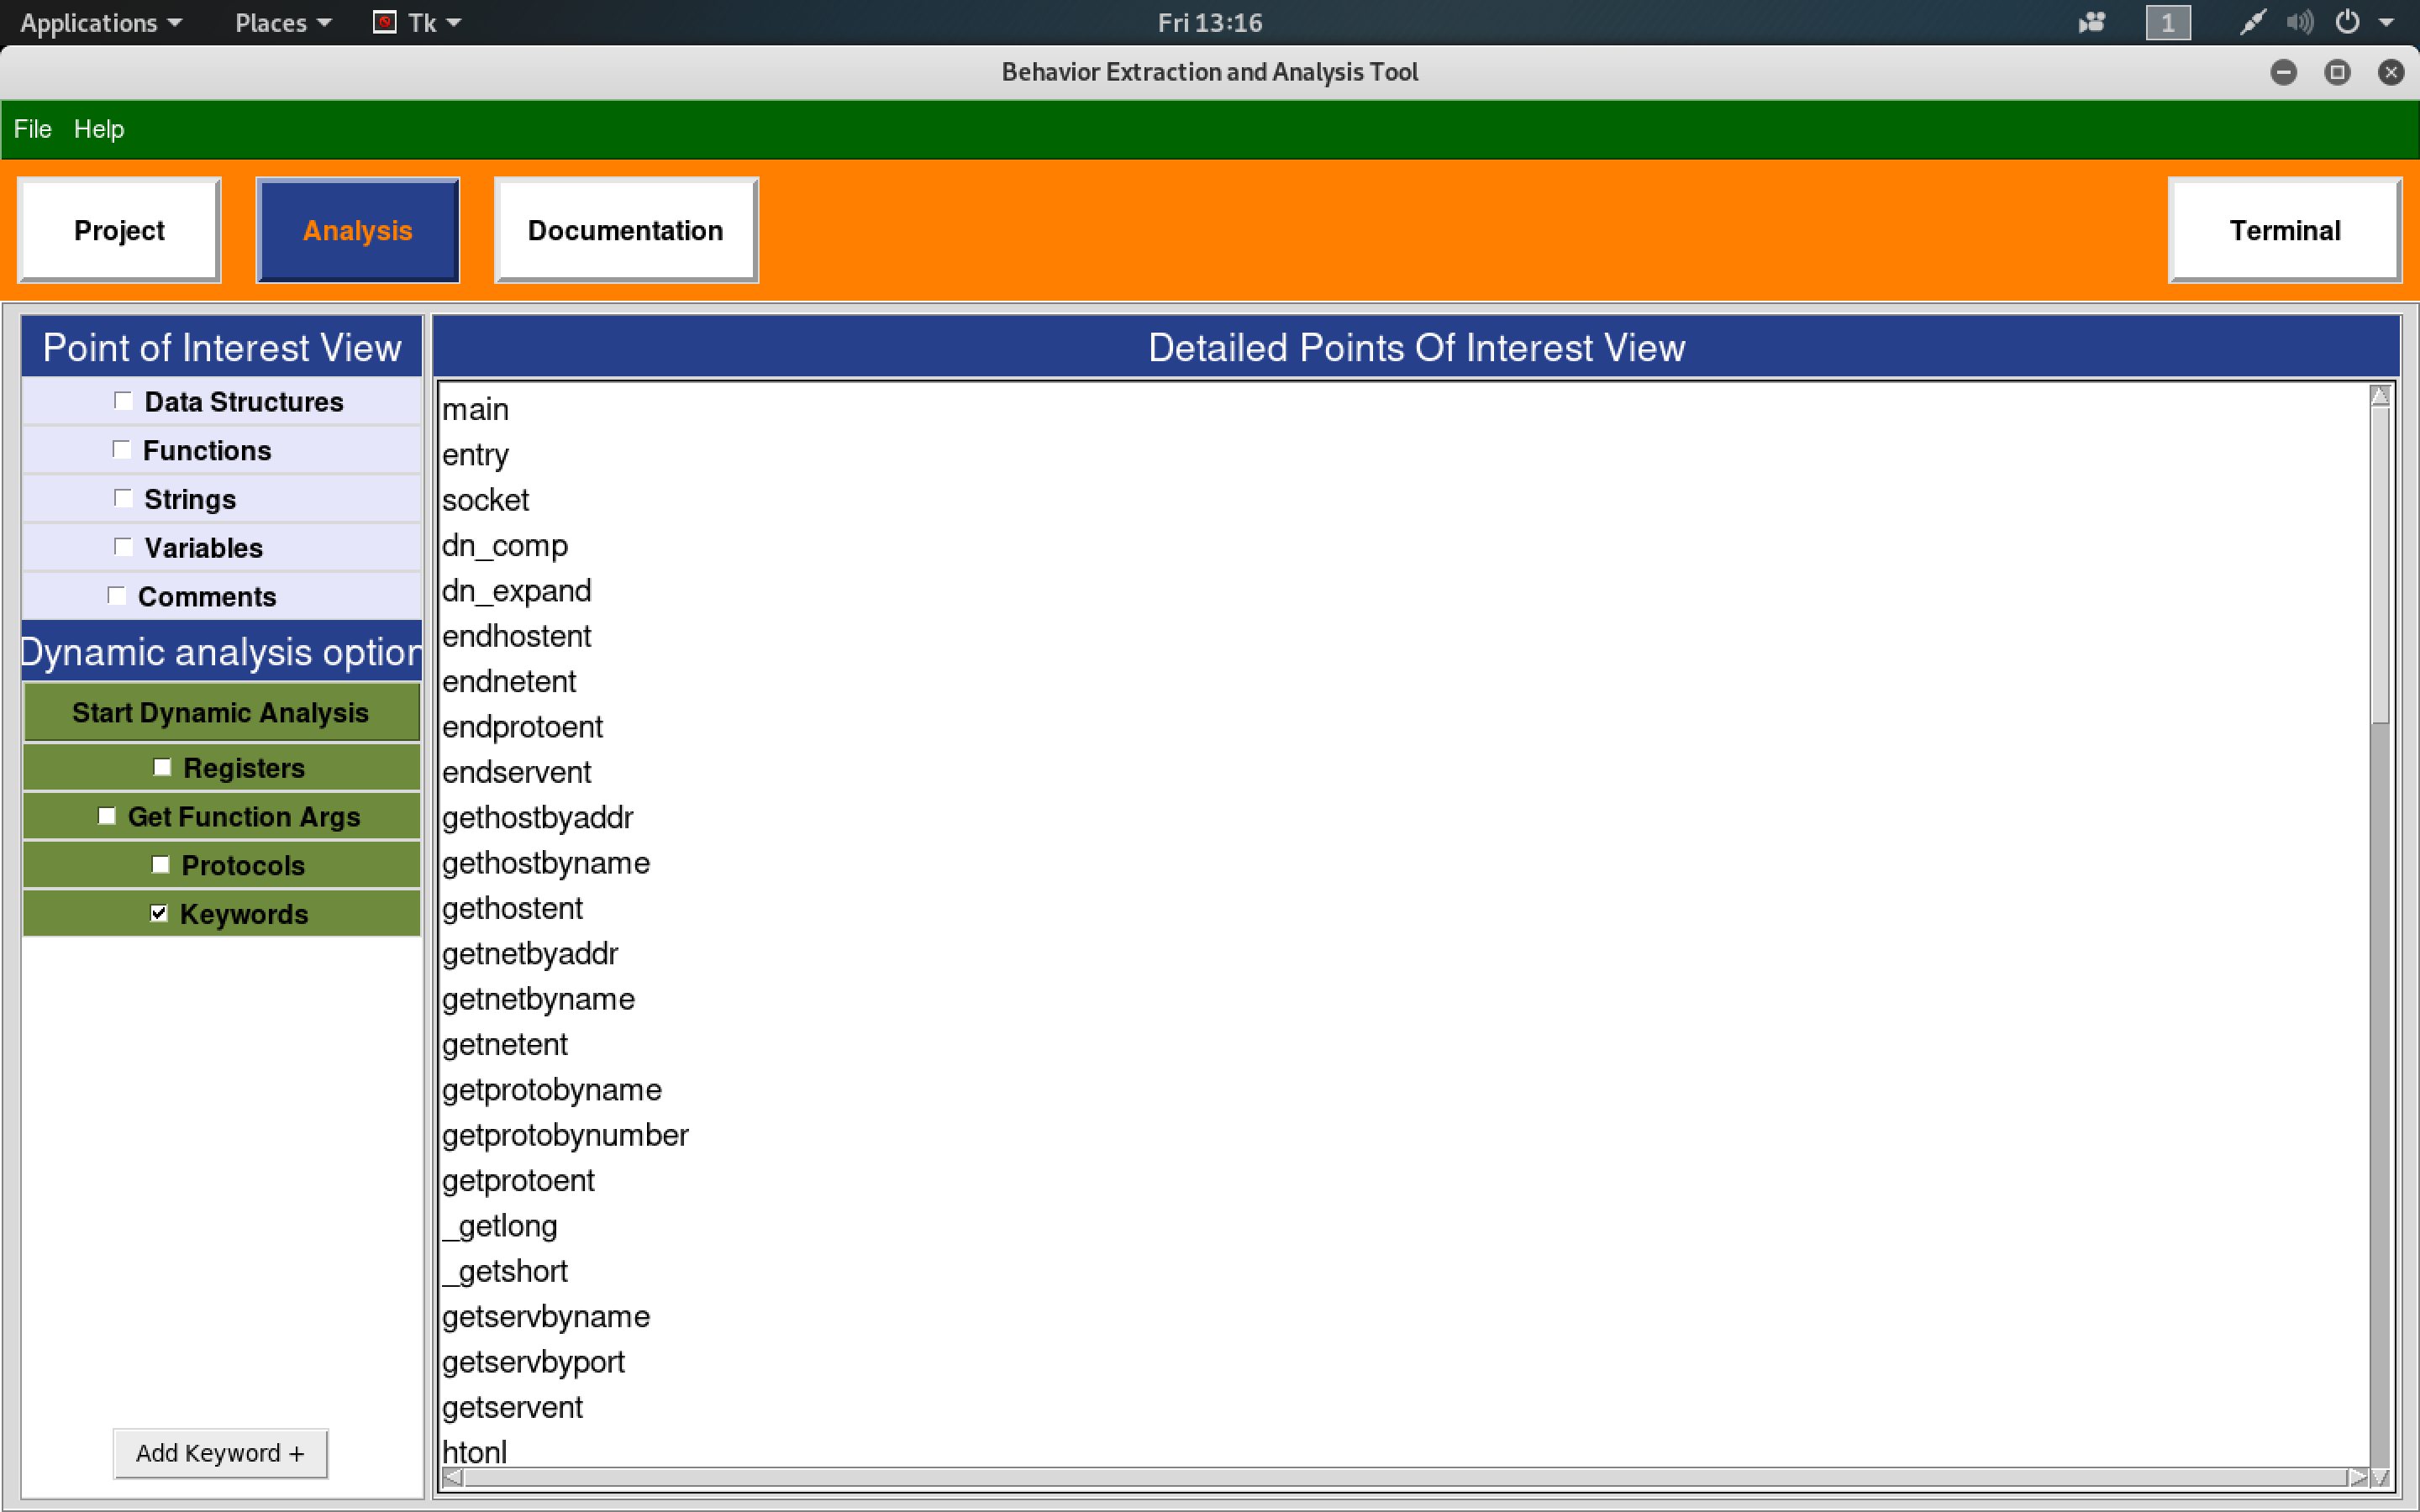 Applications Places Tk Fri 13:16 1
Behavior Extraction and Analysis Tool
File Help
Project Analysis Documentation Terminal
Point of Interest View
Data Structures
Functions
Strings
Variables
Comments
Dynamic analysis option
Start Dynamic Analysis
Registers
Get Function Args
Protocols
Keywords
Add Keyword +
Detailed Points Of Interest View
main
entry
socket
dn_comp
dn_expand
endhostent
endnetent
endprotoent
endservent
gethostbyaddr
gethostbyname
gethostent
getnetbyaddr
getnetbyname
getnetent
getprotobyname
getprotobynumber
getprotoent
_getlong
_getshort
getservbyname
getservbyport
getservent
htonl